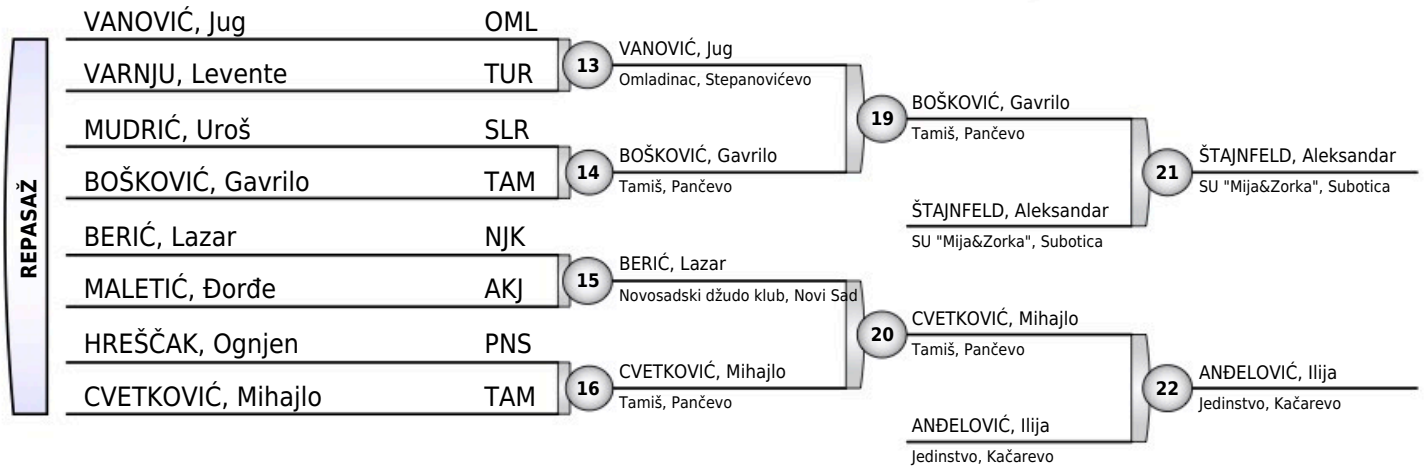 REPASAŽ
VANOVIĆ, Jug OML
VARNJU, Levente TUR
MUDRIĆ, Uroš SLR
BOŠKOVIĆ, Gavrilo TAM
BERIĆ, Lazar NJK
MALETIĆ, Đorđe AKJ
HREŠČAK, Ognjen PNS
CVETKOVIĆ, Mihajlo TAM
13
VANOVIĆ, Jug
Omladinac, Stepanovićevo
14
BOŠKOVIĆ, Gavrilo
Tamiš, Pančevo
15
BERIĆ, Lazar
Novosadski džudo klub, Novi Sad
16
CVETKOVIĆ, Mihajlo
Tamiš, Pančevo
19
BOŠKOVIĆ, Gavrilo
Tamiš, Pančevo
ŠTAJNFELD, Aleksandar
SU "Mija&Zorka", Subotica
20
CVETKOVIĆ, Mihajlo
Tamiš, Pančevo
ANĐELOVIĆ, Ilija
Jedinstvo, Kačarevo
21
ŠTAJNFELD, Aleksandar
SU "Mija&Zorka", Subotica
22
ANĐELOVIĆ, Ilija
Jedinstvo, Kačarevo